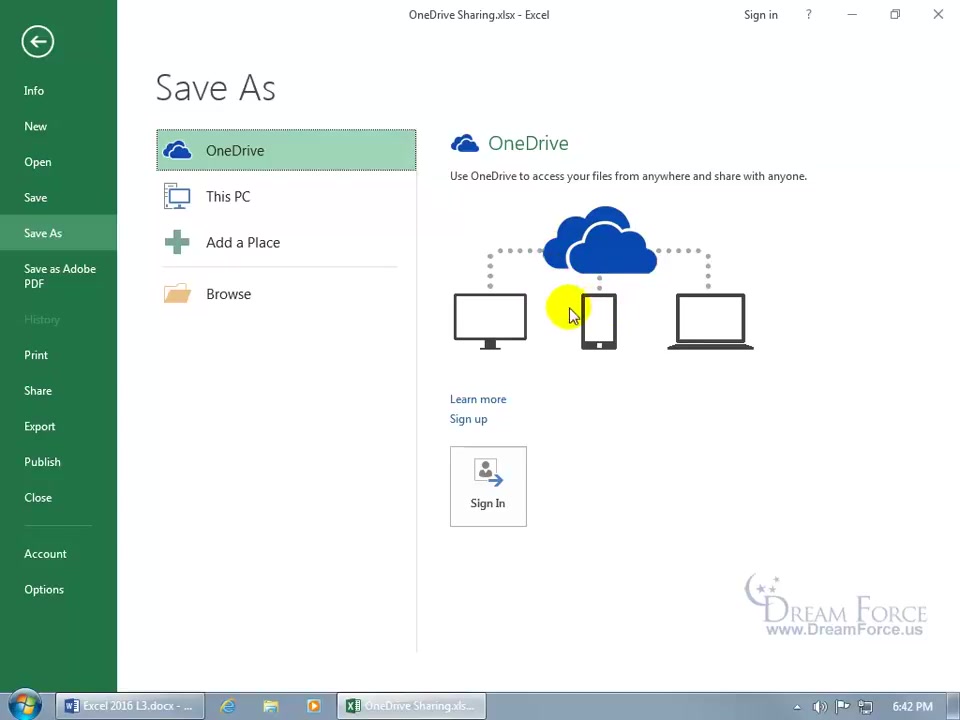 OneDrive Sharing.xlsx - Excel
Sign in
?
Info
New
Open
Save
Save As
Save as Adobe
PDF
History
Print
Share
Export
Publish
Close
Account
Options
Save As
OneDrive
This PC
Add a Place
Browse
OneDrive
Use OneDrive to access your files from anywhere and share with anyone.
Learn more
Sign up
Sign In
DREAM FORCE
www.DreamForce.us
Excel 2016 L3.docx - ...
OneDrive Sharing.xls...
6:42 PM